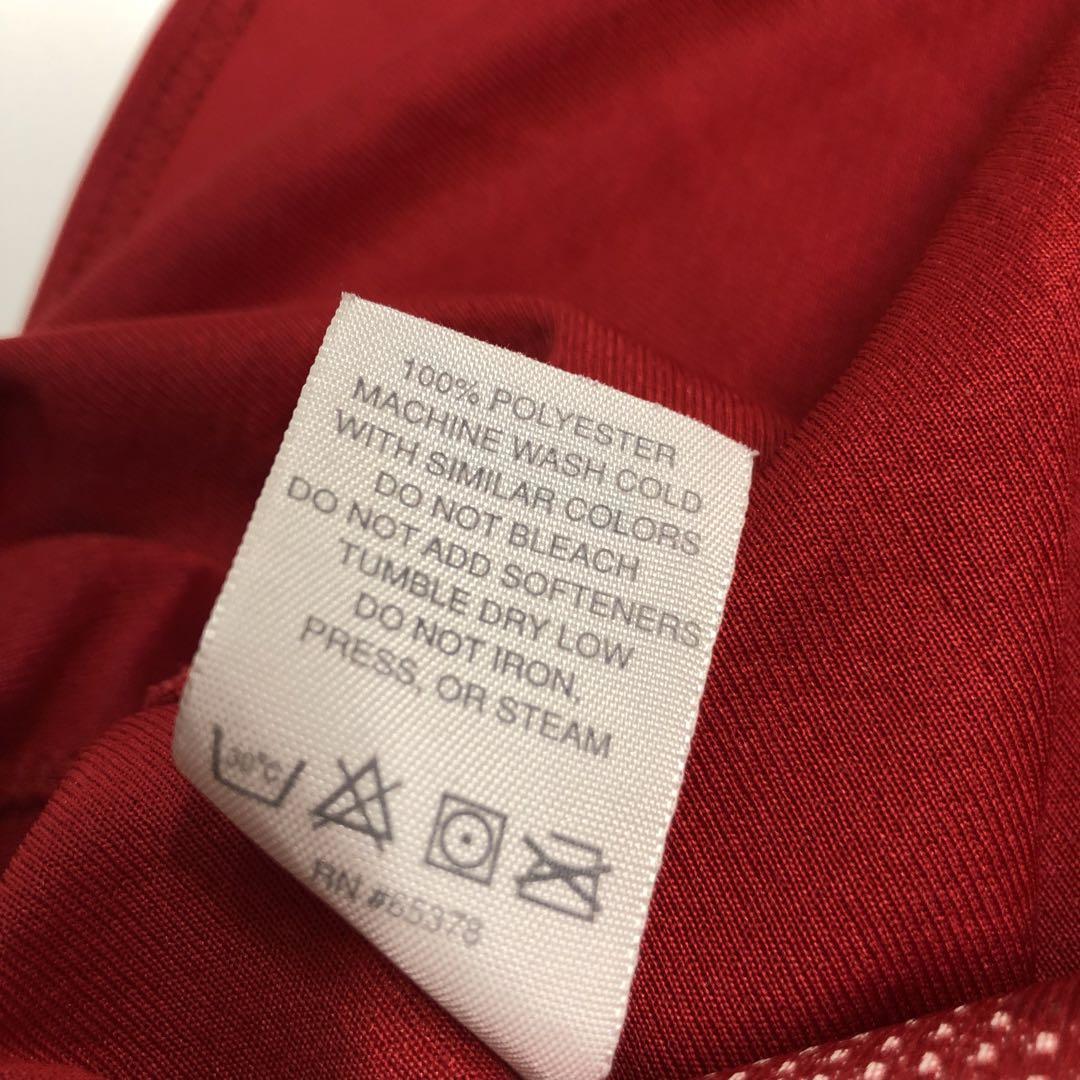 100% POLYESTER
MACHINE WASH COLD
WITH SIMILAR COLORS
DO NOT BLEACH
DO NOT ADD SOFTENERS
TUMBLE DRY LOW
DO NOT IRON,
PRESS, OR STEAM
30°C
RN #65378